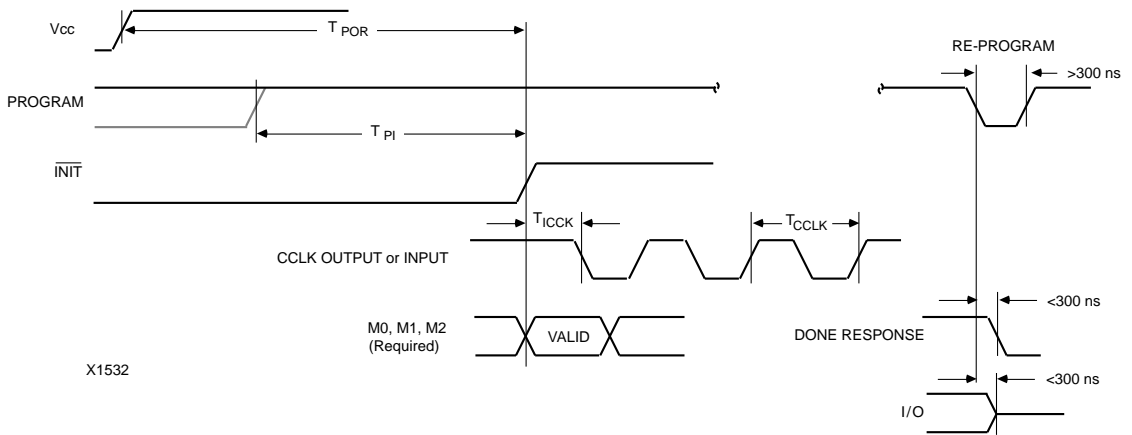 Vcc
T POR
RE-PROGRAM
>300 ns
PROGRAM
T PI
INIT
T ICCK
T CCLK
CCLK OUTPUT or INPUT
<300 ns
M0, M1, M2
(Required)
VALID
DONE RESPONSE
X1532
<300 ns
I/O